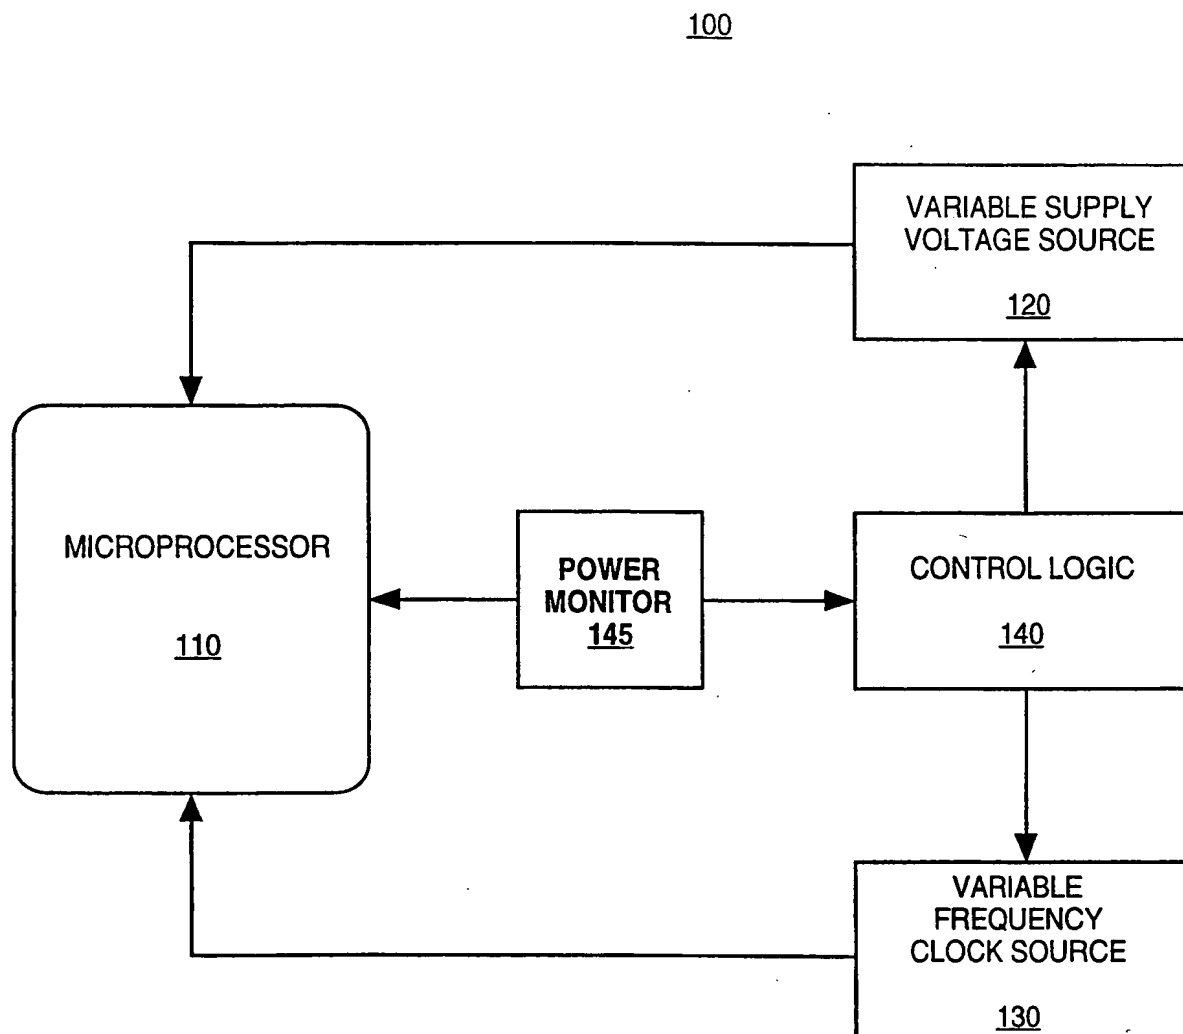 100
VARIABLE SUPPLY
VOLTAGE SOURCE
120
MICROPROCESSOR
110
POWER
MONITOR
145
CONTROL LOGIC
140
VARIABLE
FREQUENCY
CLOCK SOURCE
130